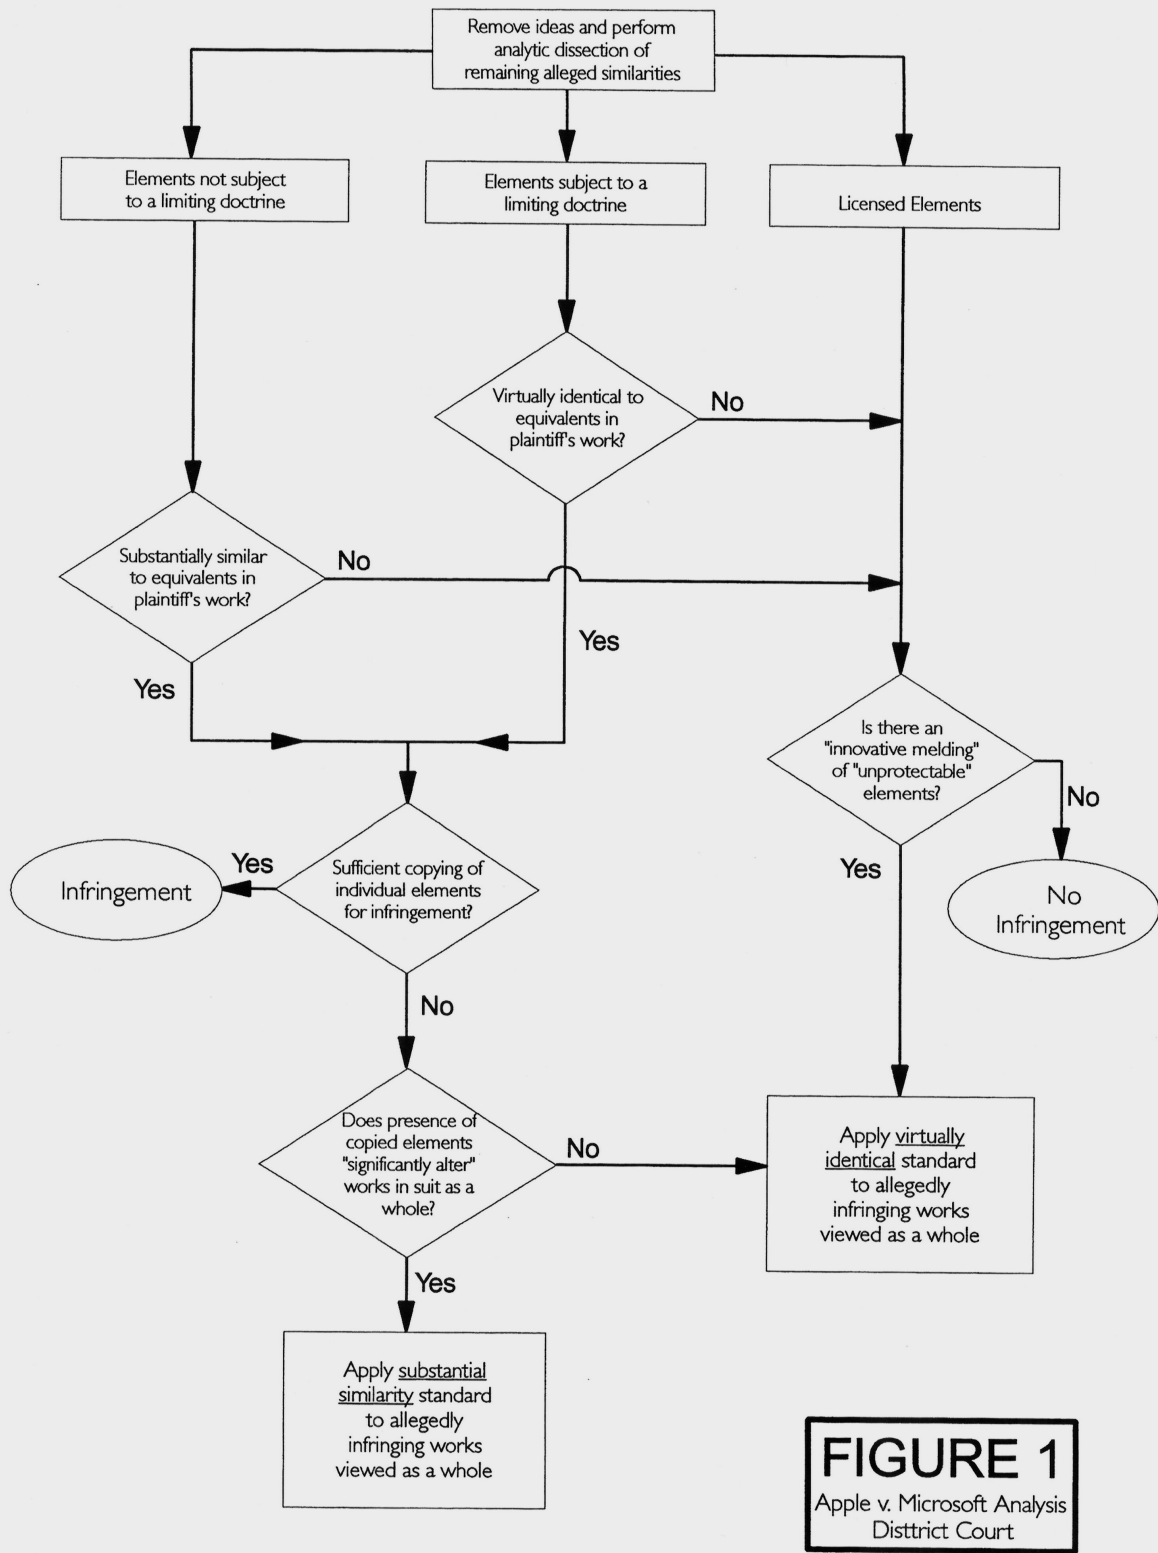 Remove ideas and perform
analytic dissection of
remaining alleged similarities
Elements not subject
to a limiting doctrine
Elements subject to a
limiting doctrine
Licensed Elements
Virtually identical to
equivalents in
plaintiff's work?
No
Substantially similar
to equivalents in
plaintiff's work?
No
Yes
Yes
Is there an
"innovative melding"
of "unprotectable"
elements?
No
Yes
No
Infringement
Sufficient copying of
individual elements
for infringement?
Yes
Infringement
No
Does presence of
copied elements
"significantly alter"
works in suit as a
whole?
No
Apply virtually
identical standard
to allegedly
infringing works
viewed as a whole
Yes
Apply substantial
similarity standard
to allegedly
infringing works
viewed as a whole
FIGURE 1
Apple v. Microsoft Analysis
Disttrict Court